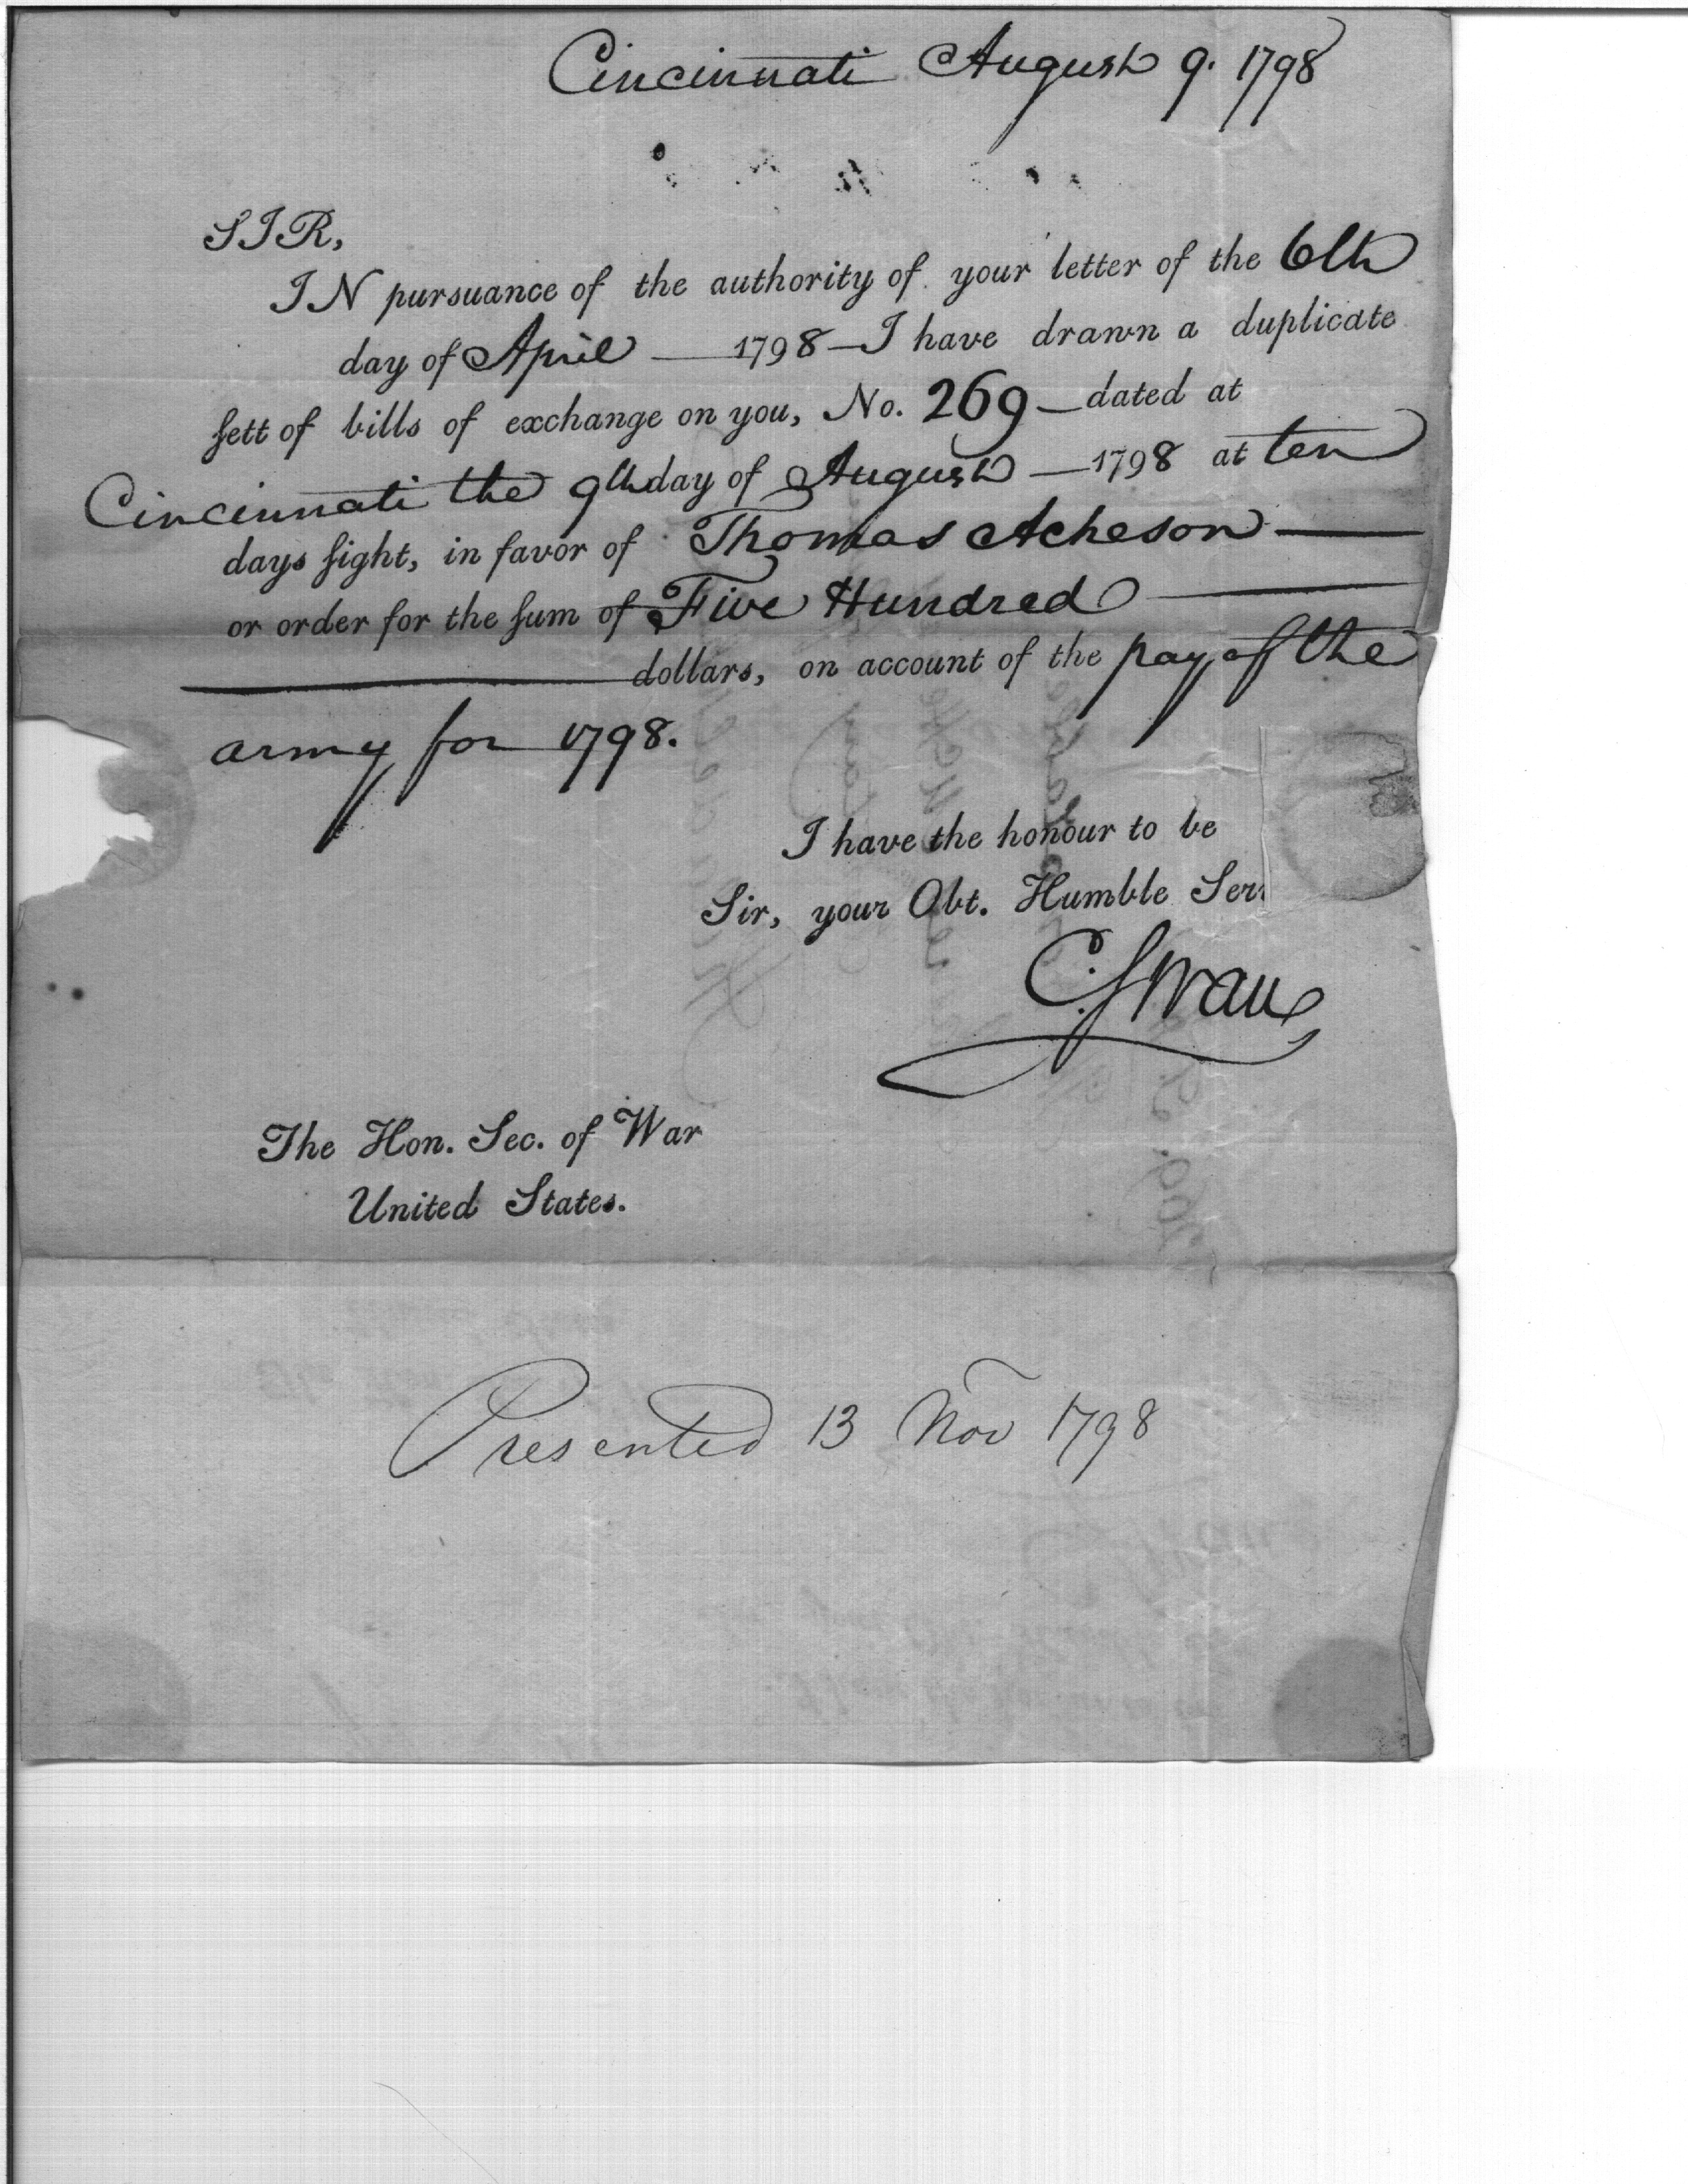 Cincinnati August 9. 1798
SIR,
IN pursuance of the authority of your letter of the 6th
day of April — 1798 — I have drawn a duplicate
sett of bills of exchange on you, No. 269 — dated at
Cincinnati the 9th day of August — 1798 at ten
days sight, in favor of Thomas Acheson —
or order for the sum of Five Hundred —
— dollars, on account of the pay of the
army for 1798.
I have the honour to be
Sir, your Obt. Humble Ser
C. Swan
The Hon. Sec. of War
United States.
Presented 13 Nov 1798